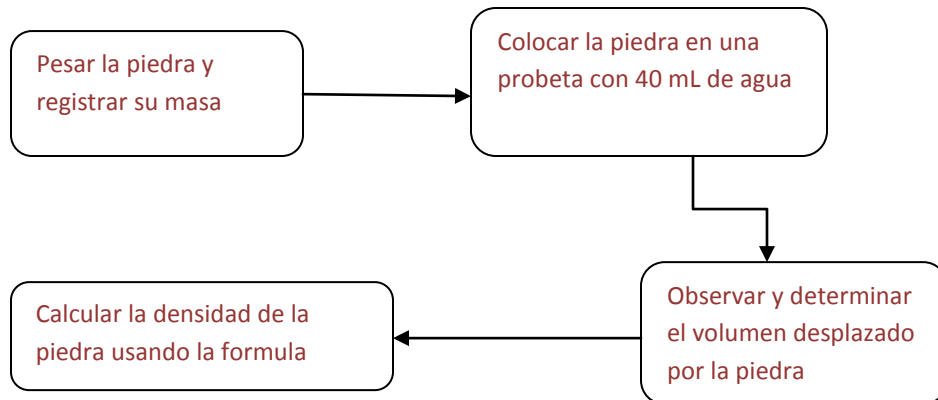 Pesar la piedra y
registrar su masa
Colocar la piedra en una
probeta con 40 mL de agua
Observar y determinar
el volumen desplazado
por la piedra
Calcular la densidad de la
piedra usando la formula